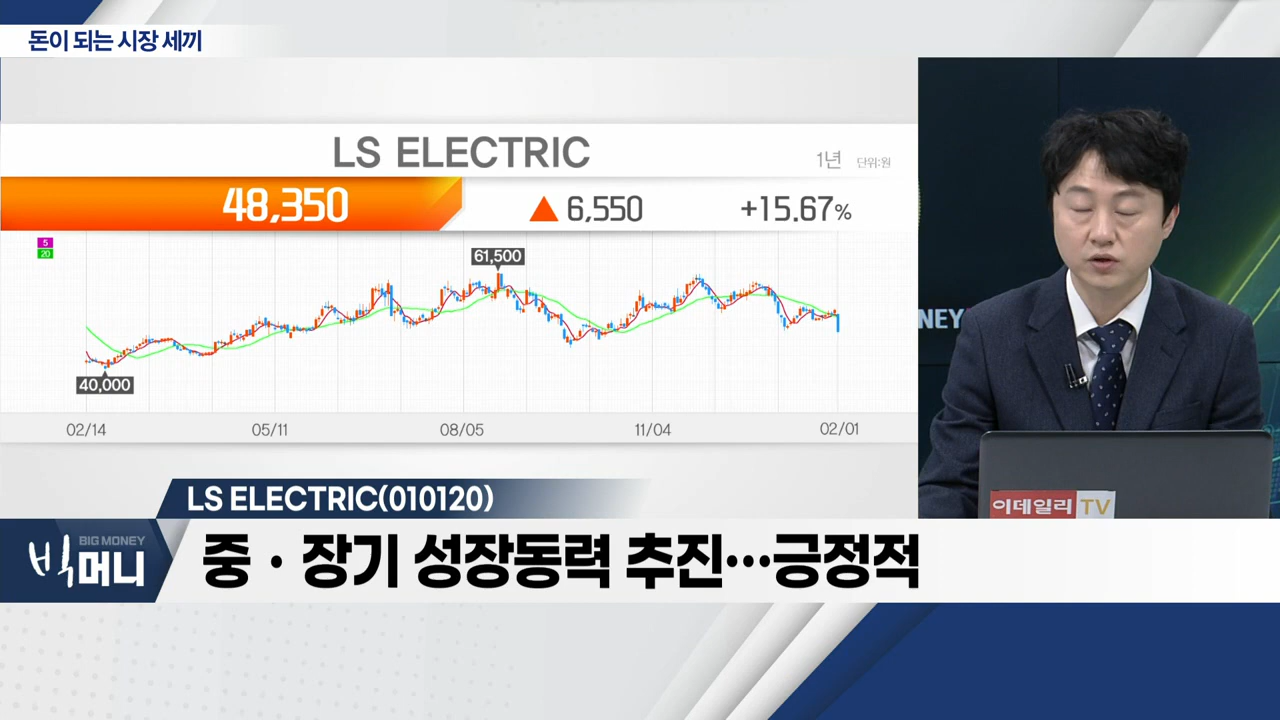 돈이 되는 시장 세끼
LS ELECTRIC
1년 단위:원
48,350 ▲ 6,550 +15.67%
5
20
61,500
40,000
02/14 05/11 08/05 11/04 02/01
NEY
이데일리 TV
LS ELECTRIC(010120)
BIG MONEY
빅머니
중·장기 성장동력 추진…긍정적